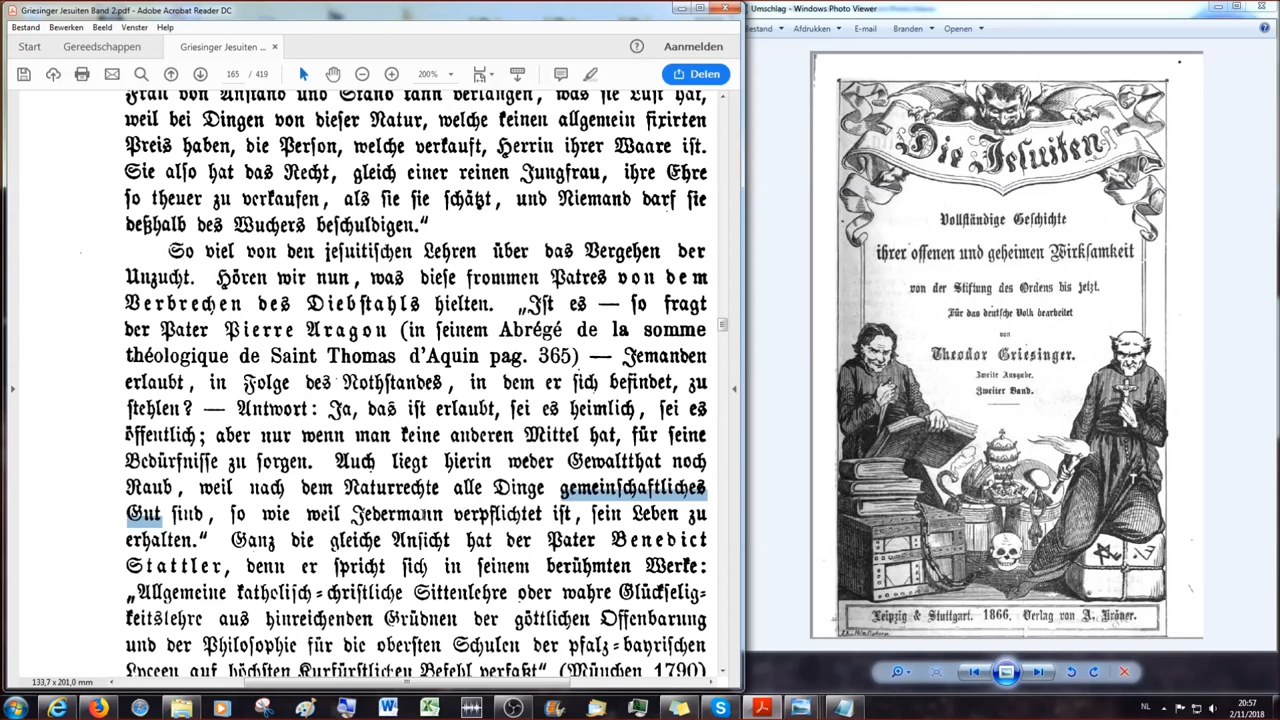 Griesinger Jesuiten Band 2.pdf - Adobe Acrobat Reader DC
Bestand Bewerken Beeld Venster Help
Start Gereedschappen Griesinger Jesuiten ... × Aanmelden
165 / 419 200% Delen
Frau von Anstand und Stand kann verlangen, was sie Lust hat,
weil bei Dingen von dieſer Natur, welche keinen allgemein fixirten
Preis haben, die Perſon, welche verkauft, Herrin ihrer Waare iſt.
Sie alſo hat das Recht, gleich einer reinen Jungfrau, ihre Ehre
ſo theuer zu verkaufen, als ſie ſie ſchätzt, und Niemand darf ſie
deßhalb des Wuchers beſchuldigen.“
So viel von den jeſuitiſchen Lehren über das Vergehen der
Unzucht. Hören wir nun, was dieſe frommen Patres von dem
Verbrechen des Diebſtahls hielten. „Iſt es — ſo fragt
der Pater Pierre Arogon (in ſeinem Abrégé de la somme
théologique de Saint Thomas d'Aquin pag. 365) — Jemanden
erlaubt, in Folge des Nothſtandes, in dem er ſich befindet, zu
ſtehlen? — Antwort: Ja, das iſt erlaubt, ſei es heimlich, ſei es
öffentlich; aber nur wenn man keine anderen Mittel hat, für ſeine
Bedürfniſſe zu ſorgen. Auch liegt hierin weder Gewaltthat noch
Raub, weil nach dem Naturrechte alle Dinge gemeinſchaftliches
Gut ſind, ſo wie weil Jedermann verpflichtet iſt, ſein Leben zu
erhalten.“ Ganz die gleiche Anſicht hat der Pater Benedict
Stattler, denn er ſpricht ſich in ſeinem berühmten Werke:
„Allgemeine katholiſch=chriſtliche Sittenlehre oder wahre Glückſelig=
keitslehre aus hinreichenden Gründen der göttlichen Offenbarung
und der Philoſophie für die oberſten Schulen der pfalz=bayriſchen
Lyceen auf höchſten Kurfürſtlichen Befehl verfaßt“ (München 1790)
133,7 x 201,0 mm
Umschlag - Windows Photo Viewer
Bestand Afdrukken E-mail Branden Openen
Die Jeſuiten
Vollſtändige Geſchichte
ihrer offenen und geheimen Wirkſamkeit
von der Stiftung des Ordens bis jetzt.
Für das deutſche Volk bearbeitet
von
Theodor Grieſinger.
Zweite Ausgabe.
Zweiter Band.
Leipzig & Stuttgart. 1866. Verlag von A. Kröner.
NL 20:57
2/11/2018